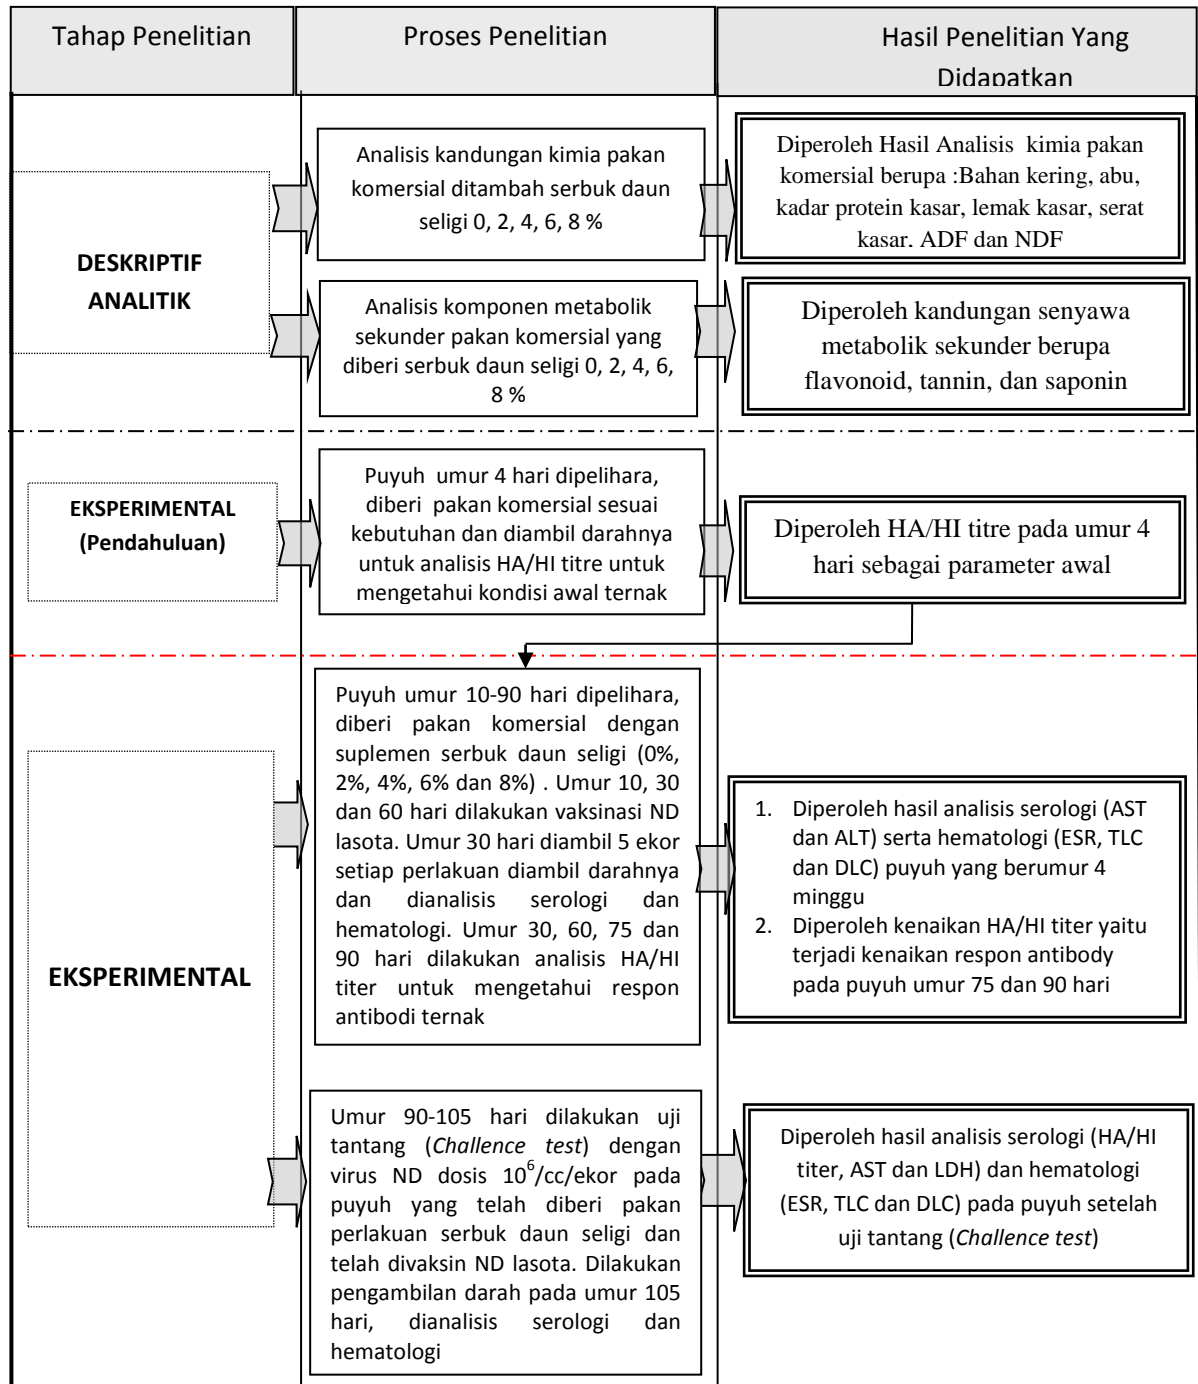 Tahap Penelitian
Proses Penelitian
Hasil Penelitian Yang
Didapatkan
DESKRIPTIF
ANALITIK
Analisis kandungan kimia pakan
komersial ditambah serbuk daun
seligi 0, 2, 4, 6, 8 %
Diperoleh Hasil Analisis kimia pakan
komersial berupa :Bahan kering, abu,
kadar protein kasar, lemak kasar, serat
kasar. ADF dan NDF
Analisis komponen metabolik
sekunder pakan komersial yang
diberi serbuk daun seligi 0, 2, 4, 6,
8 %
Diperoleh kandungan senyawa
metabolik sekunder berupa
flavonoid, tannin, dan saponin
EKSPERIMENTAL
(Pendahuluan)
Puyuh umur 4 hari dipelihara,
diberi pakan komersial sesuai
kebutuhan dan diambil darahnya
untuk analisis HA/HI titre untuk
mengetahui kondisi awal ternak
Diperoleh HA/HI titre pada umur 4
hari sebagai parameter awal
EKSPERIMENTAL
Puyuh umur 10-90 hari dipelihara,
diberi pakan komersial dengan
suplemen serbuk daun seligi (0%,
2%, 4%, 6% dan 8%) . Umur 10, 30
dan 60 hari dilakukan vaksinasi ND
lasota. Umur 30 hari diambil 5 ekor
setiap perlakuan diambil darahnya
dan dianalisis serologi dan
hematologi. Umur 30, 60, 75 dan
90 hari dilakukan analisis HA/HI
titer untuk mengetahui respon
antibodi ternak
1. Diperoleh hasil analisis serologi (AST
dan ALT) serta hematologi (ESR, TLC
dan DLC) puyuh yang berumur 4
minggu
2. Diperoleh kenaikan HA/HI titer yaitu
terjadi kenaikan respon antibody
pada puyuh umur 75 dan 90 hari
Umur 90-105 hari dilakukan uji
tantang (Challence test) dengan
virus ND dosis 10⁶/cc/ekor pada
puyuh yang telah diberi pakan
perlakuan serbuk daun seligi dan
telah divaksin ND lasota. Dilakukan
pengambilan darah pada umur 105
hari, dianalisis serologi dan
hematologi
Diperoleh hasil analisis serologi (HA/HI
titer, AST dan LDH) dan hematologi
(ESR, TLC dan DLC) pada puyuh setelah
uji tantang (Challence test)